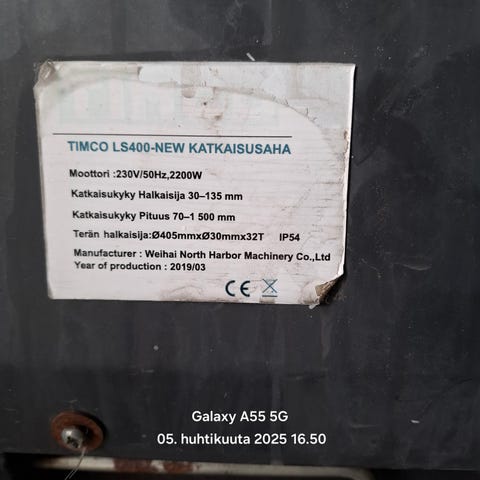 TIMCO LS400-NEW KATKAISUSAHA
Moottori :230V/50Hz,2200W
Katkaisukyky Halkaisija 30–135 mm
Katkaisukyky Pituus 70–1 500 mm
Terän halkaisija:Ø405mmxØ30mmx32T IP54
Manufacturer : Weihai North Harbor Machinery Co.,Ltd
Year of production : 2019/03
CE
Galaxy A55 5G
05. huhtikuuta 2025 16.50